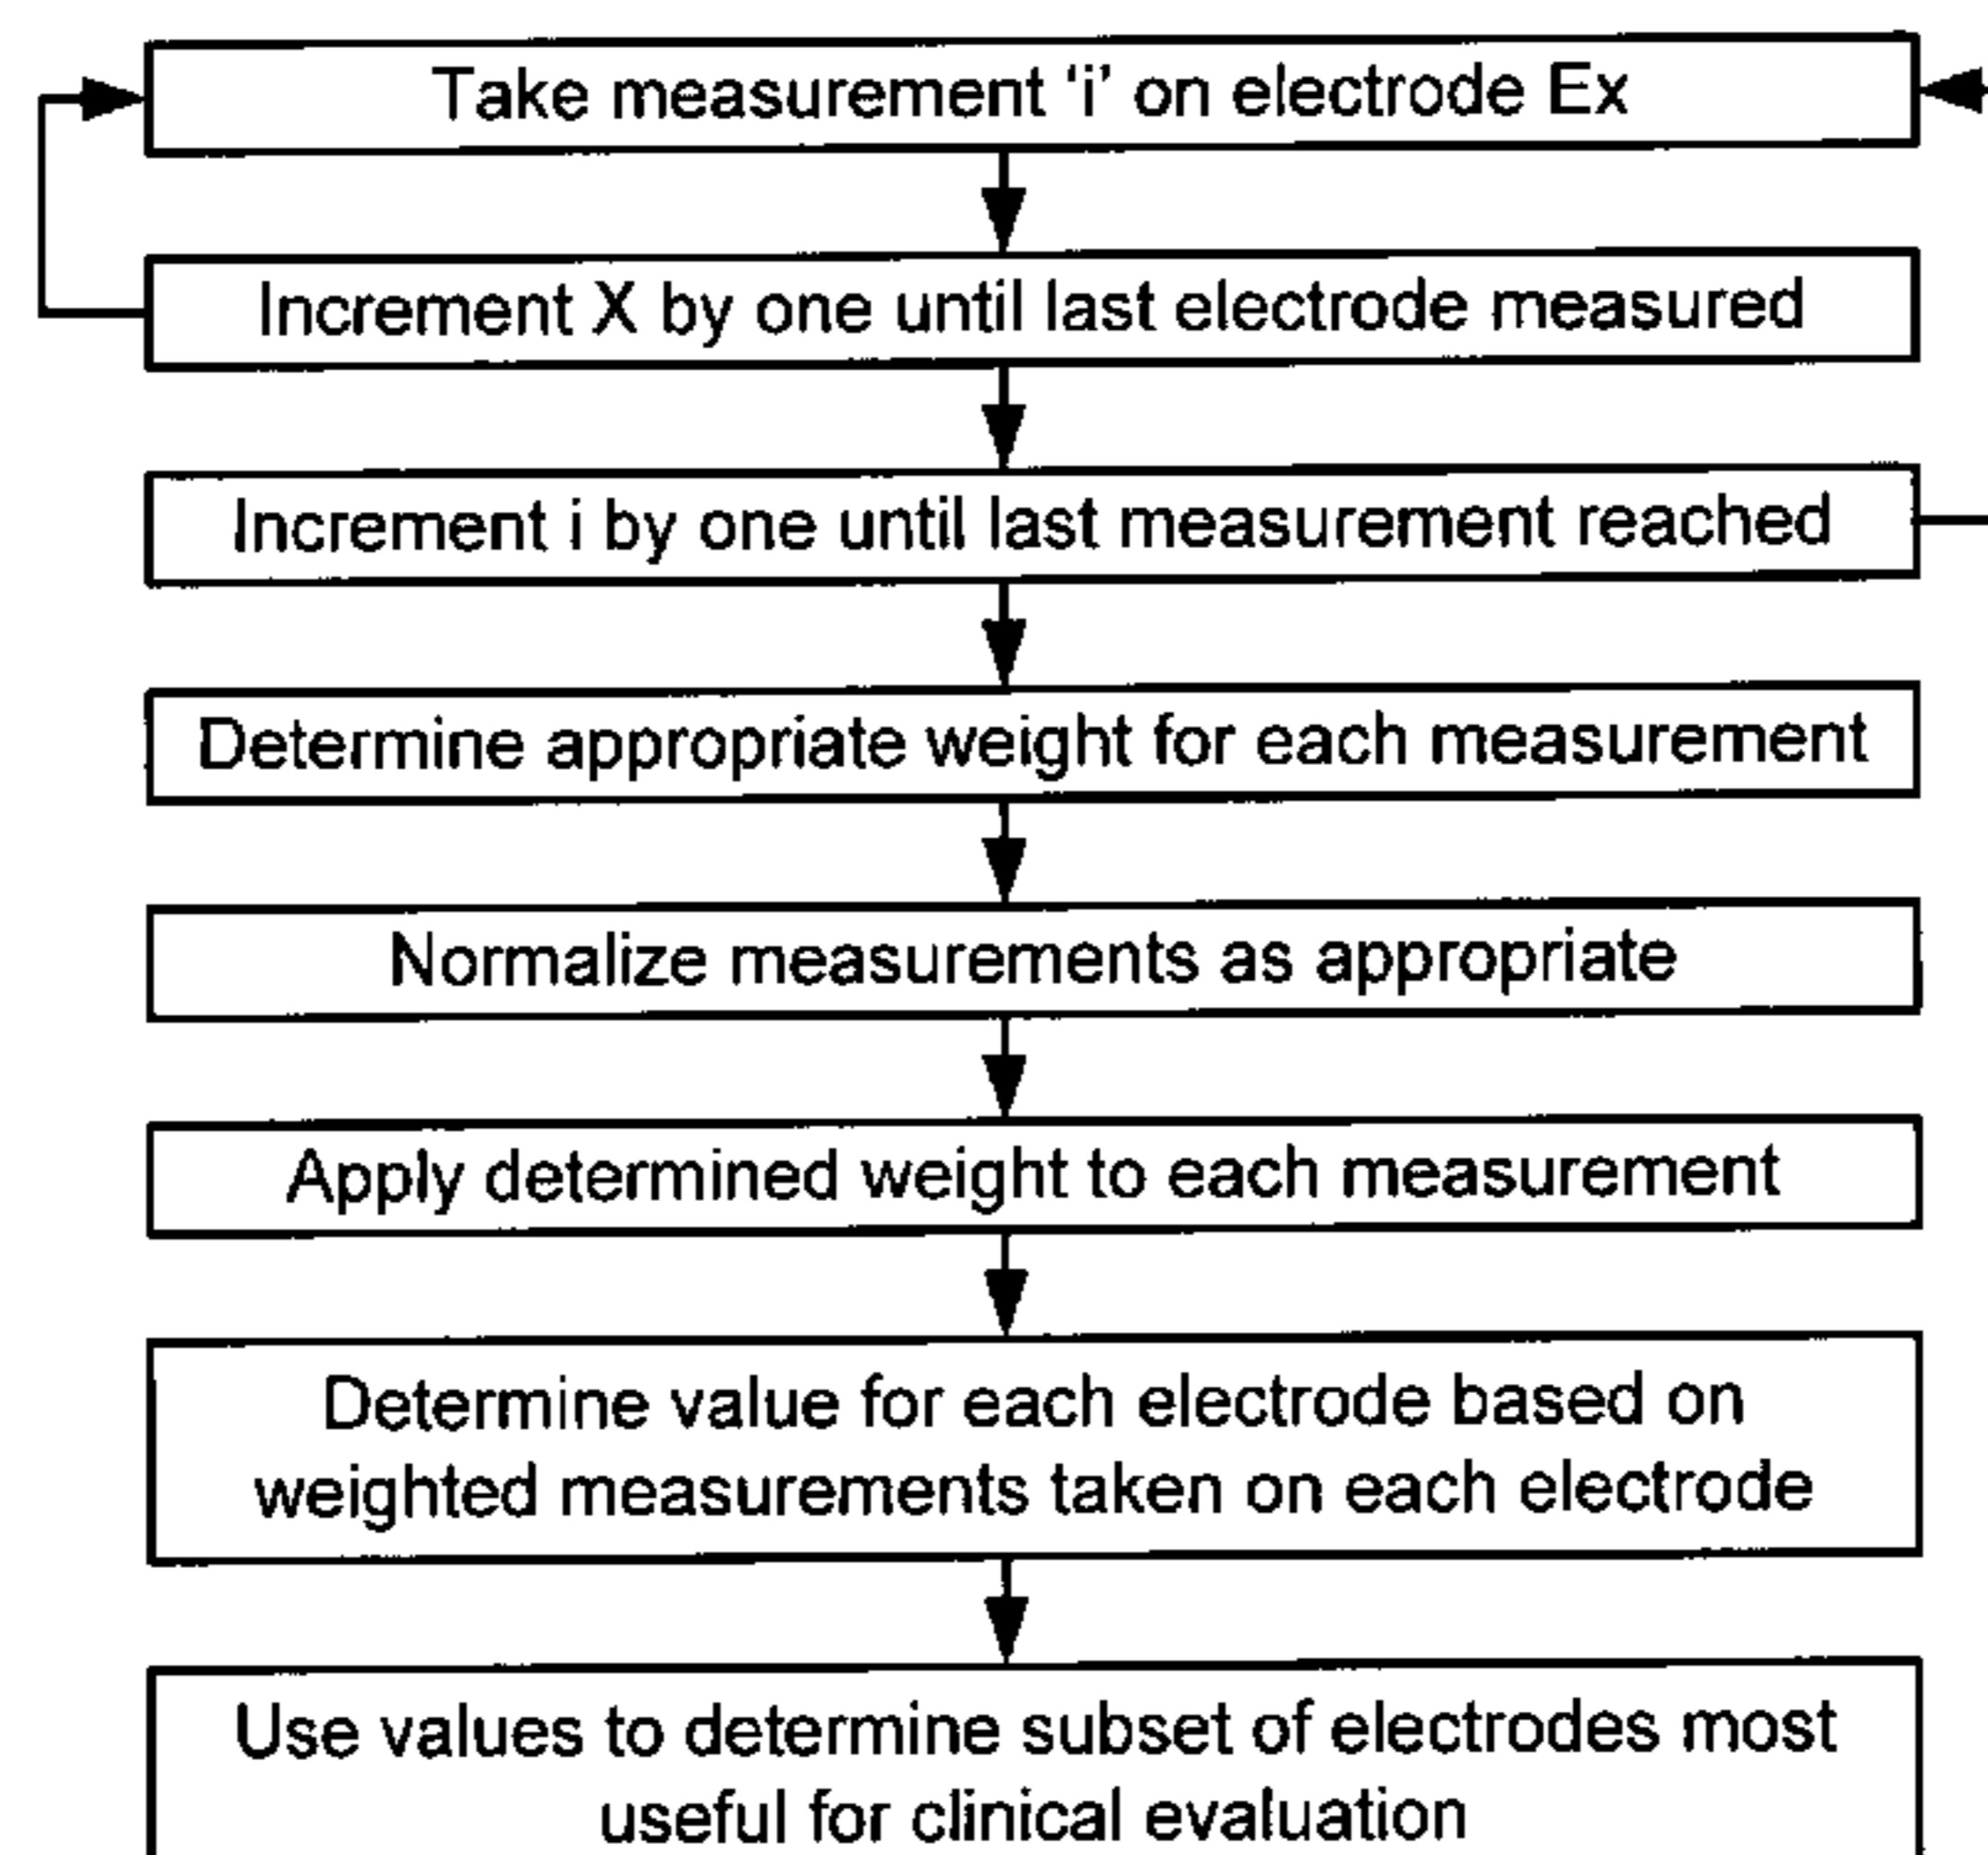 Take measurement ‘i’ on electrode Ex
Increment X by one until last electrode measured
Increment i by one until last measurement reached
Determine appropriate weight for each measurement
Normalize measurements as appropriate
Apply determined weight to each measurement
Determine value for each electrode based on
weighted measurements taken on each electrode
Use values to determine subset of electrodes most
useful for clinical evaluation